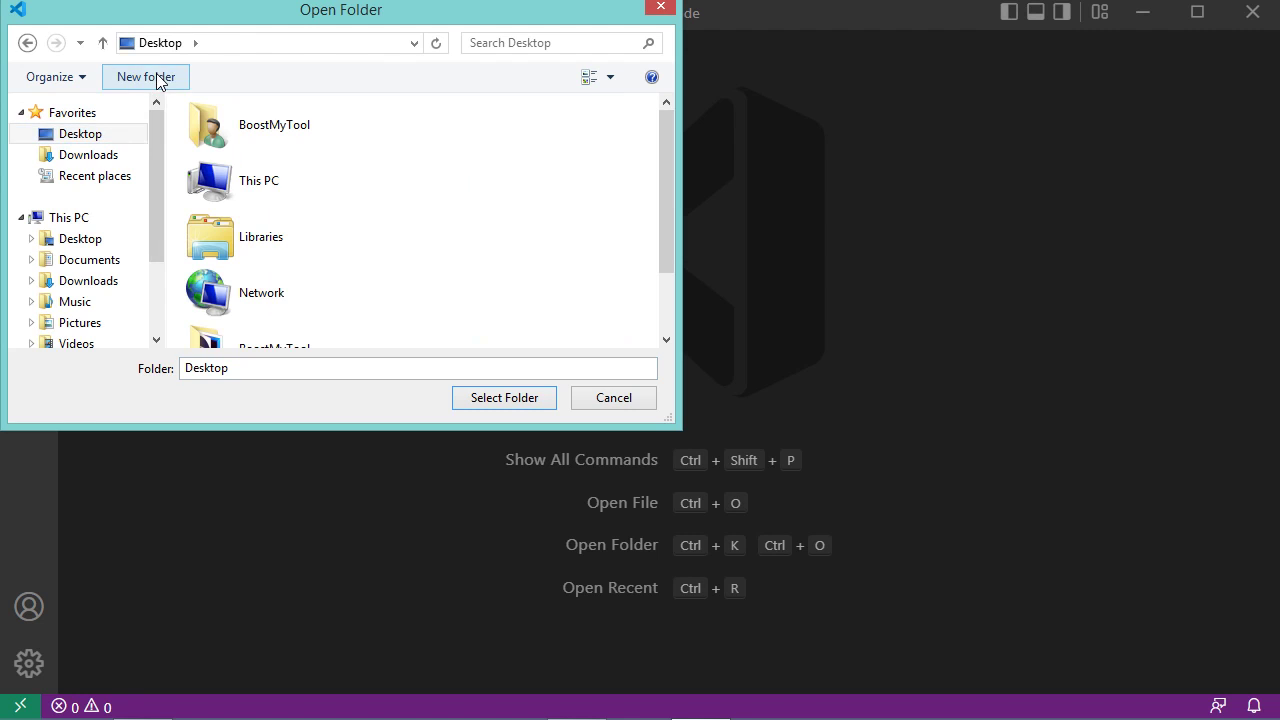 Open Folder
de
Desktop
Search Desktop
Organize
New folder
Favorites
Desktop
Downloads
Recent places
This PC
Desktop
Documents
Downloads
Music
Pictures
Videos
BoostMyTool
This PC
Libraries
Network
BoostMyTool
Folder: Desktop
Select Folder
Cancel
Show All Commands Ctrl + Shift + P
Open File Ctrl + O
Open Folder Ctrl + K Ctrl + O
Open Recent Ctrl + R
0 0